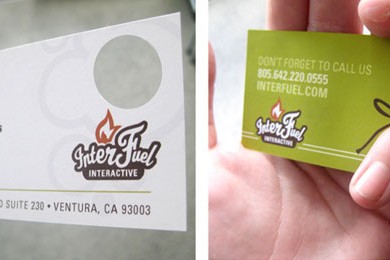 InterFuel
INTERACTIVE
SUITE 230 • VENTURA, CA 93003
DON'T FORGET TO CALL US
805.642.220.0555
INTERFUEL.COM
InterFuel
INTERACTIVE